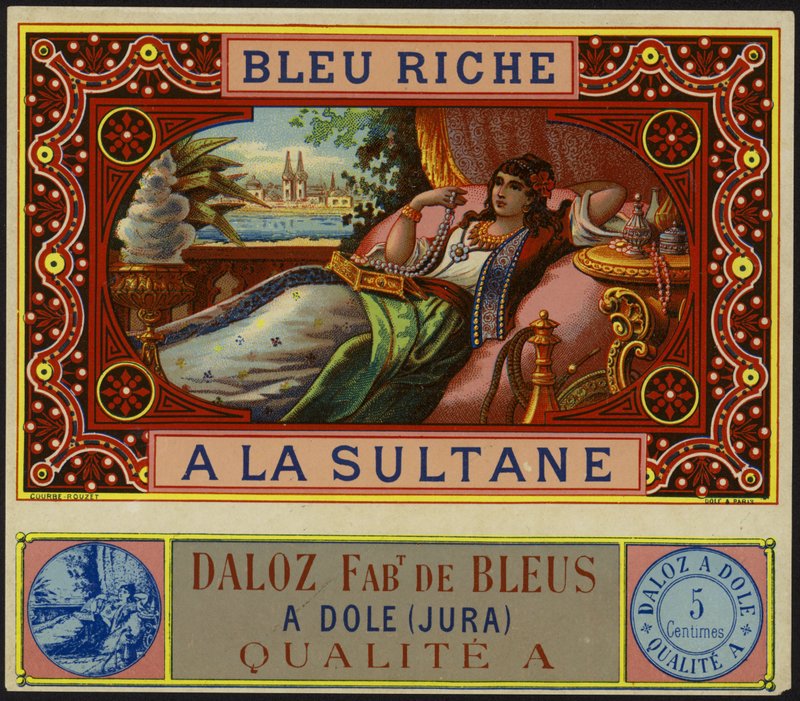 BLEU RICHE
A LA SULTANE
COURBE-ROUZET
DOLE A PARIS
DALOZ FABT DE BLEUS
A DOLE (JURA)
QUALITÉ A
DALOZ A DOLE
5
Centimes
QUALITÉ A